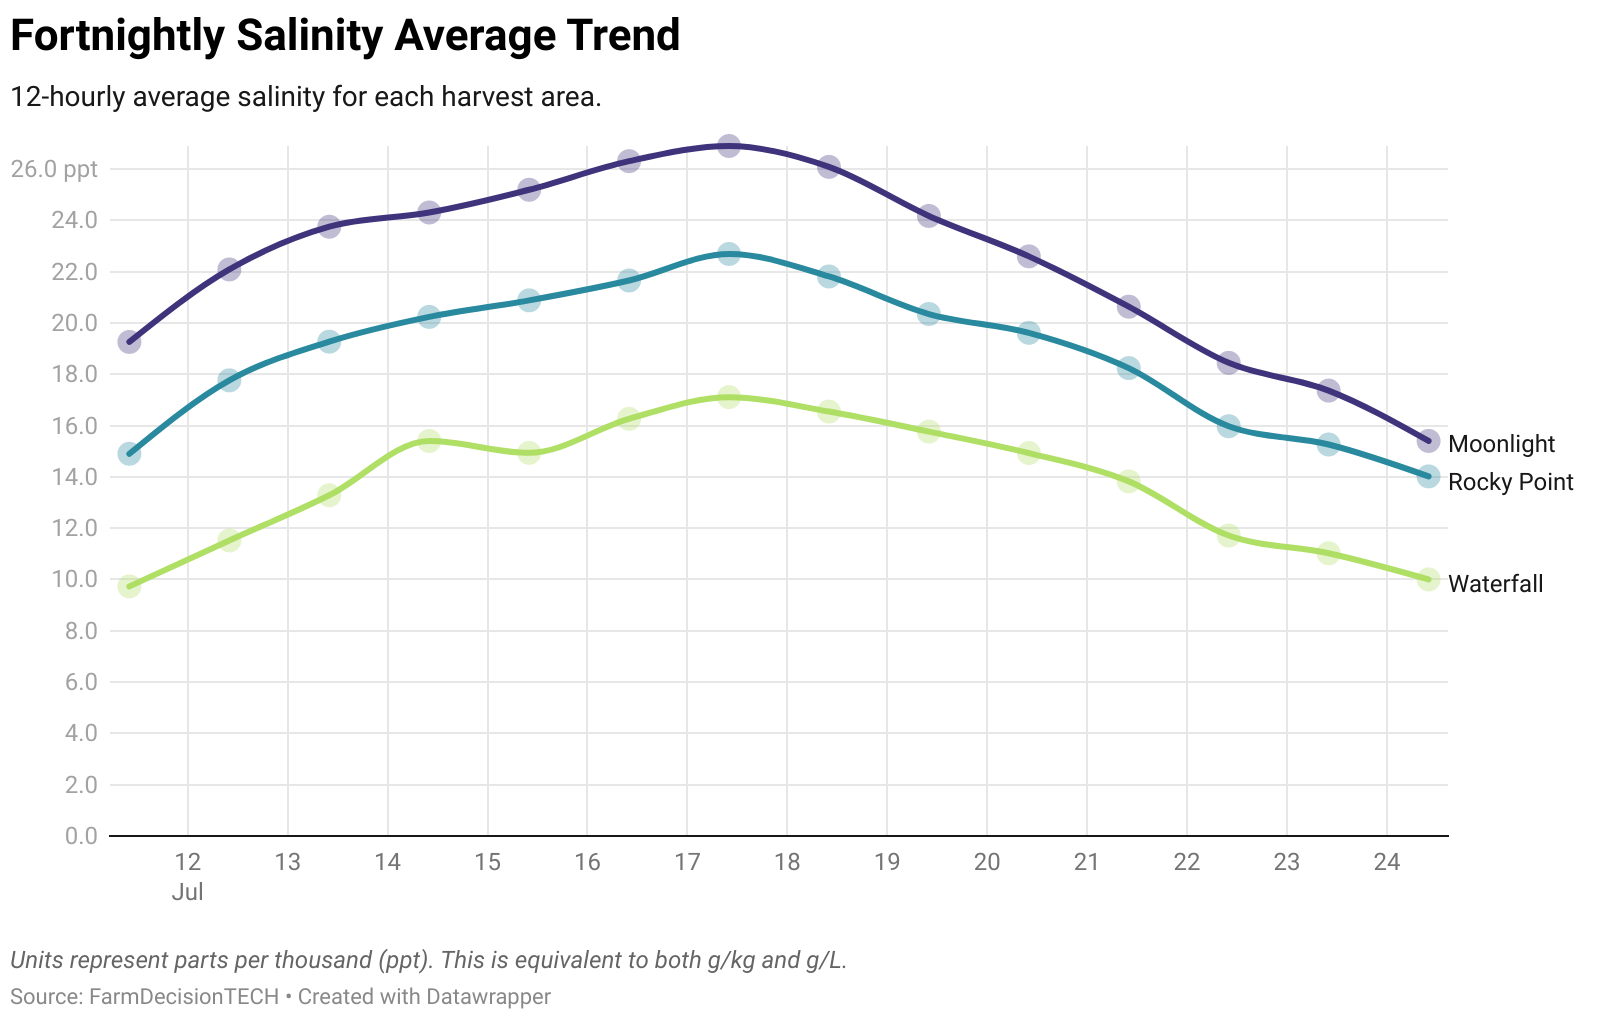 Fortnightly Salinity Average Trend
12-hourly average salinity for each harvest area.
26.0 ppt
24.0
22.0
20.0
18.0
16.0
14.0
12.0
10.0
8.0
6.0
4.0
2.0
0.0
Moonlight
Rocky Point
Waterfall
12 13 14 15 16 17 18 19 20 21 22 23 24
Jul
Units represent parts per thousand (ppt). This is equivalent to both g/kg and g/L.
Source: FarmDecisionTECH • Created with Datawrapper